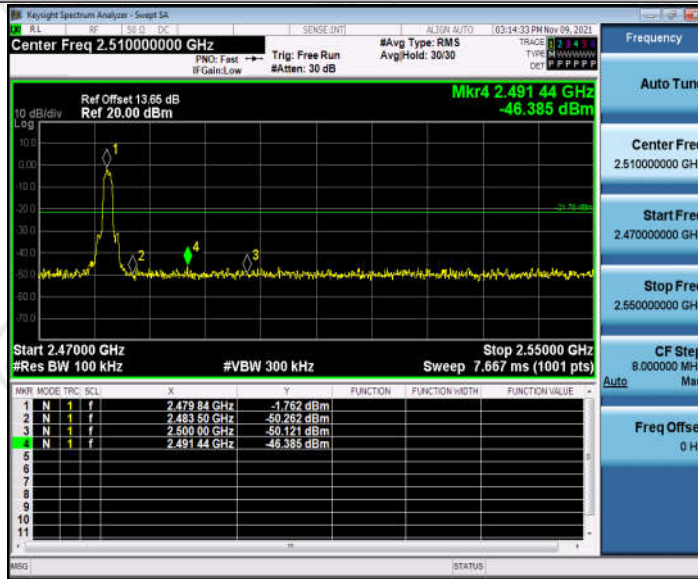 Keysight Spectrum Analyzer - Swept SA
RL RF 50 Ω DC SENSE:INT ALIGN AUTO 03:14:33 PM Nov 09, 2021
Center Freq 2.510000000 GHz
PNO: Fast
IFGain:Low
Trig: Free Run
#Atten: 30 dB
#Avg Type: RMS
Avg|Hold: 30/30
TRACE 1 2 3 4 5 6
TYPE M W W W W W
DET P P P P P P
Frequency
Auto Tun
Center Fre
2.510000000 GH
Start Fre
2.470000000 GH
Stop Fre
2.550000000 GH
CF Step
8.000000 MH
Auto Ma
Freq Offse
0 H
Mkr4 2.491 44 GHz
-46.385 dBm
Ref Offset 13.65 dB
10 dB/div Ref 20.00 dBm
Log
10.0
0.00
-10.0
-20.0
-21.76 dBm
-30.0
-40.0
-50.0
-60.0
-70.0
1
2
4
3
Start 2.47000 GHz Stop 2.55000 GHz
#Res BW 100 kHz #VBW 300 kHz Sweep 7.667 ms (1001 pts)
MKR MODE TRC SCL X Y FUNCTION FUNCTION WIDTH FUNCTION VALUE
1 N 1 f 2.479 84 GHz -1.762 dBm
2 N 1 f 2.483 50 GHz -50.262 dBm
3 N 1 f 2.500 00 GHz -50.121 dBm
4 N 1 f 2.491 44 GHz -46.385 dBm
5
6
7
8
9
10
11
MSG STATUS